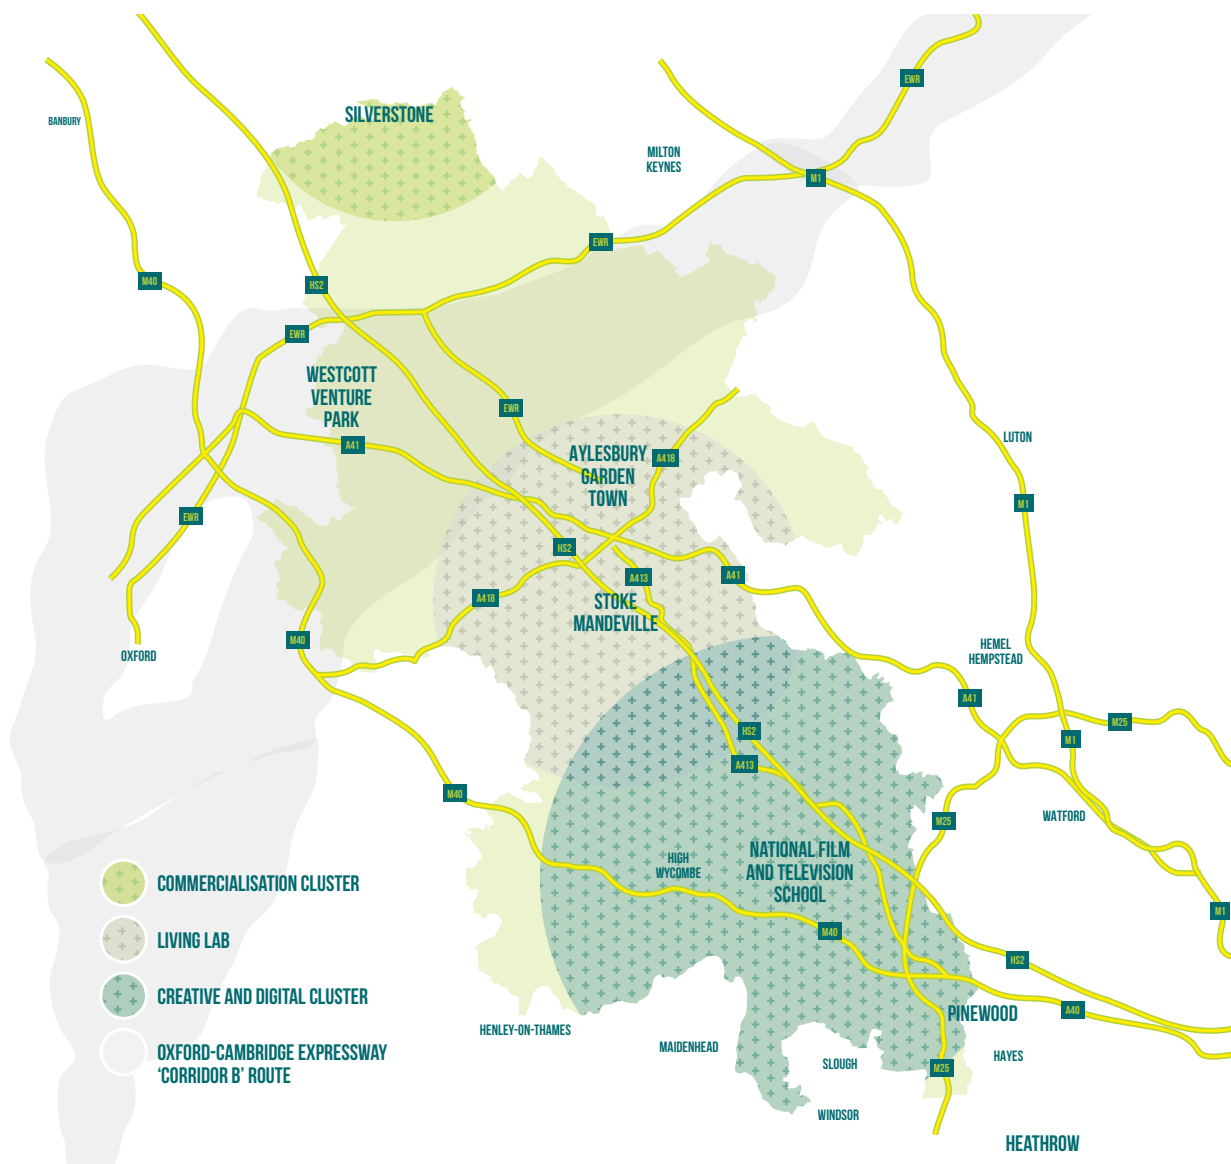 SILVERSTONE
BANBURY
EWR
MILTON
KEYNES
M1
EWR
M40
HS2
EWR
WESTCOTT
VENTURE
PARK
EWR
A41
LUTON
AYLESBURY
GARDEN
TOWN
A418
M1
EWR
HS2
A413
A41
A418
STOKE
MANDEVILLE
M40
OXFORD
HEMEL
HEMPSTEAD
A41
M25
HS2
M1
A413
M40
M25
WATFORD
HIGH
WYCOMBE
NATIONAL FILM
AND TELEVISION
SCHOOL
M40
M1
HS2
PINEWOOD
A40
HENLEY-ON-THAMES
MAIDENHEAD
SLOUGH
HAYES
M25
WINDSOR
HEATHROW
COMMERCIALISATION CLUSTER
LIVING LAB
CREATIVE AND DIGITAL CLUSTER
OXFORD-CAMBRIDGE EXPRESSWAY
‘CORRIDOR B’ ROUTE